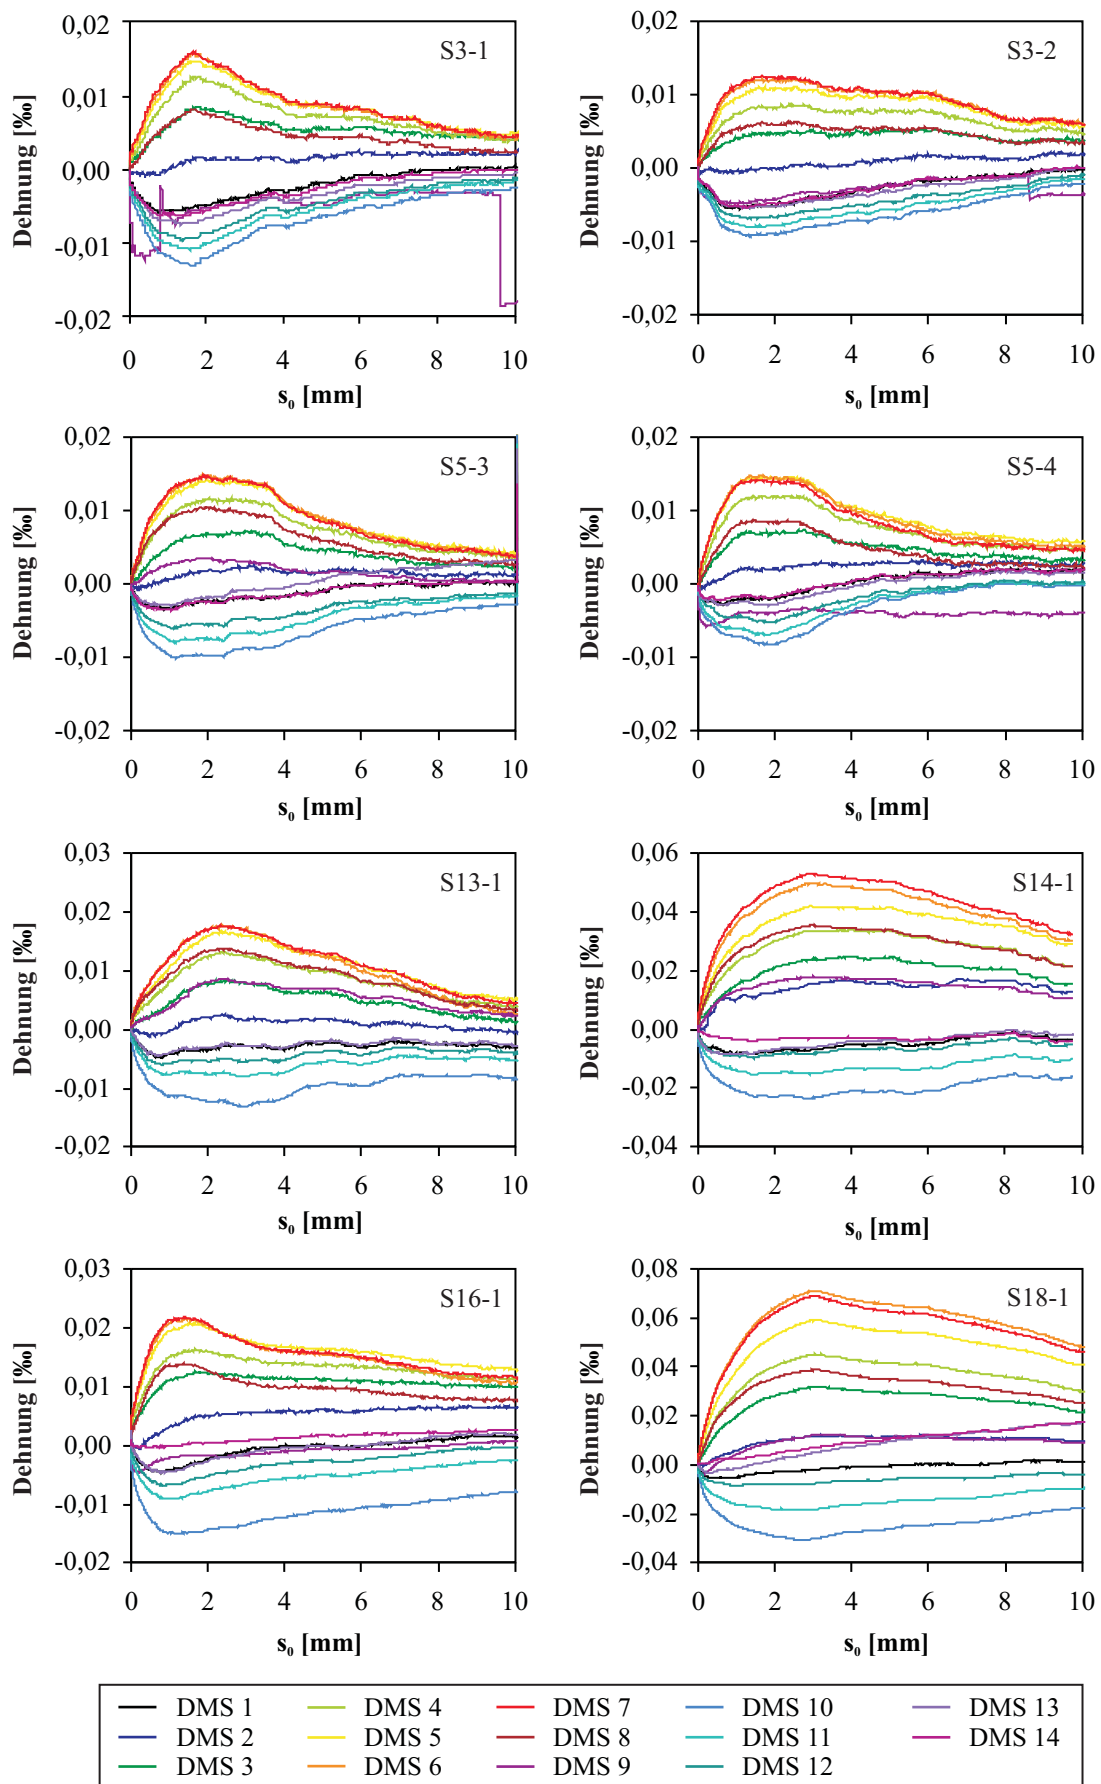 0,02
0,01
0,00
-0,01
-0,02
Dehnung [‰]
S3-1
0 2 4 6 8 10
s₀ [mm]
0,02
0,01
0,00
-0,01
-0,02
Dehnung [‰]
S3-2
0 2 4 6 8 10
s₀ [mm]
0,02
0,01
0,00
-0,01
-0,02
Dehnung [‰]
S5-3
0 2 4 6 8 10
s₀ [mm]
0,02
0,01
0,00
-0,01
-0,02
Dehnung [‰]
S5-4
0 2 4 6 8 10
s₀ [mm]
0,03
0,02
0,01
0,00
-0,01
-0,02
Dehnung [‰]
S13-1
0 2 4 6 8 10
s₀ [mm]
0,06
0,04
0,02
0,00
-0,02
-0,04
Dehnung [‰]
S14-1
0 2 4 6 8 10
s₀ [mm]
0,03
0,02
0,01
0,00
-0,01
-0,02
Dehnung [‰]
S16-1
0 2 4 6 8 10
s₀ [mm]
0,08
0,06
0,04
0,02
0,00
-0,02
-0,04
Dehnung [‰]
S18-1
0 2 4 6 8 10
s₀ [mm]
DMS 1 DMS 4 DMS 7 DMS 10 DMS 13
DMS 2 DMS 5 DMS 8 DMS 11 DMS 14
DMS 3 DMS 6 DMS 9 DMS 12